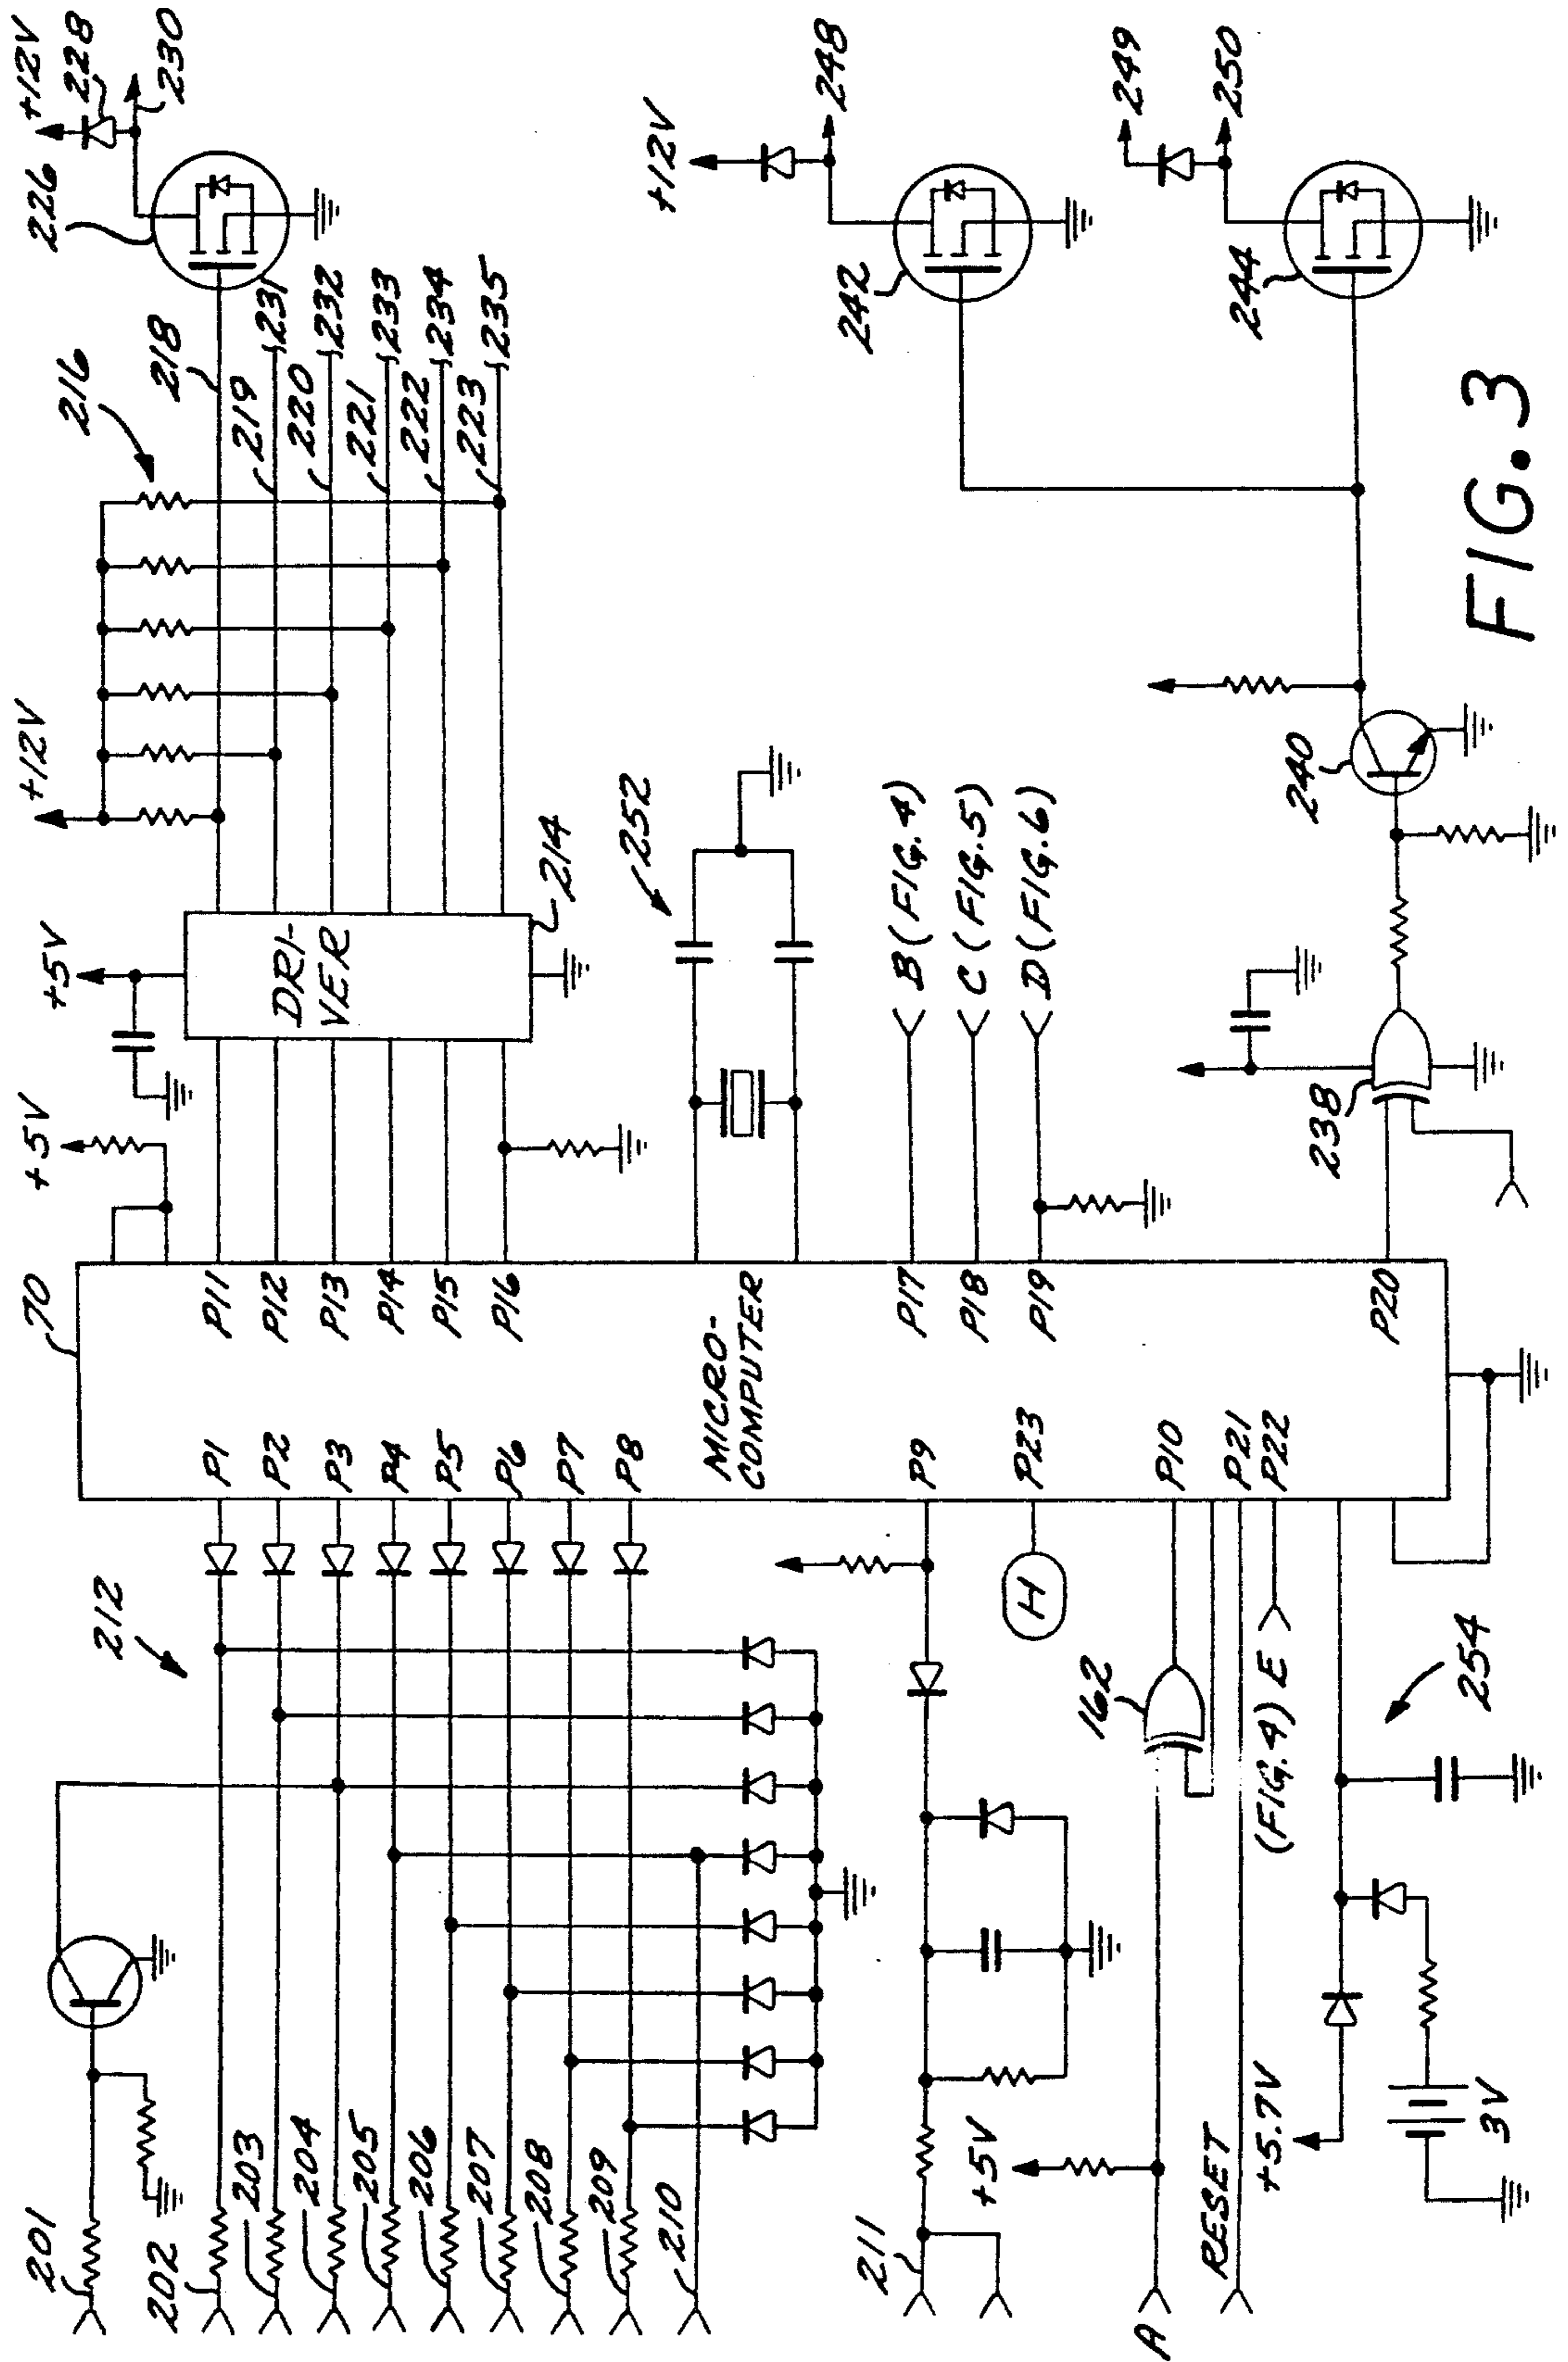 +12V
228
230
226
216
218
219
231
220
232
221
233
222
234
223
235
+12V
+5V
DRI-
VER
214
+5V
70
P11
P12
P13
P14
P15
P16
P1
P2
P3
P4
P5
P6
P7
P8
MICRO-
COMPUTER
212
201
202
203
204
205
206
207
208
209
210
252
+12V
248
242
249
250
244
B (FIG.4)
C (FIG.5)
D (FIG.6)
P17
P18
P19
P20
238
240
P9
P23
H
P10
P21
P22
162
(FIG.4) E
254
211
+5V
A
RESET
+5.7V
3V
FIG.3